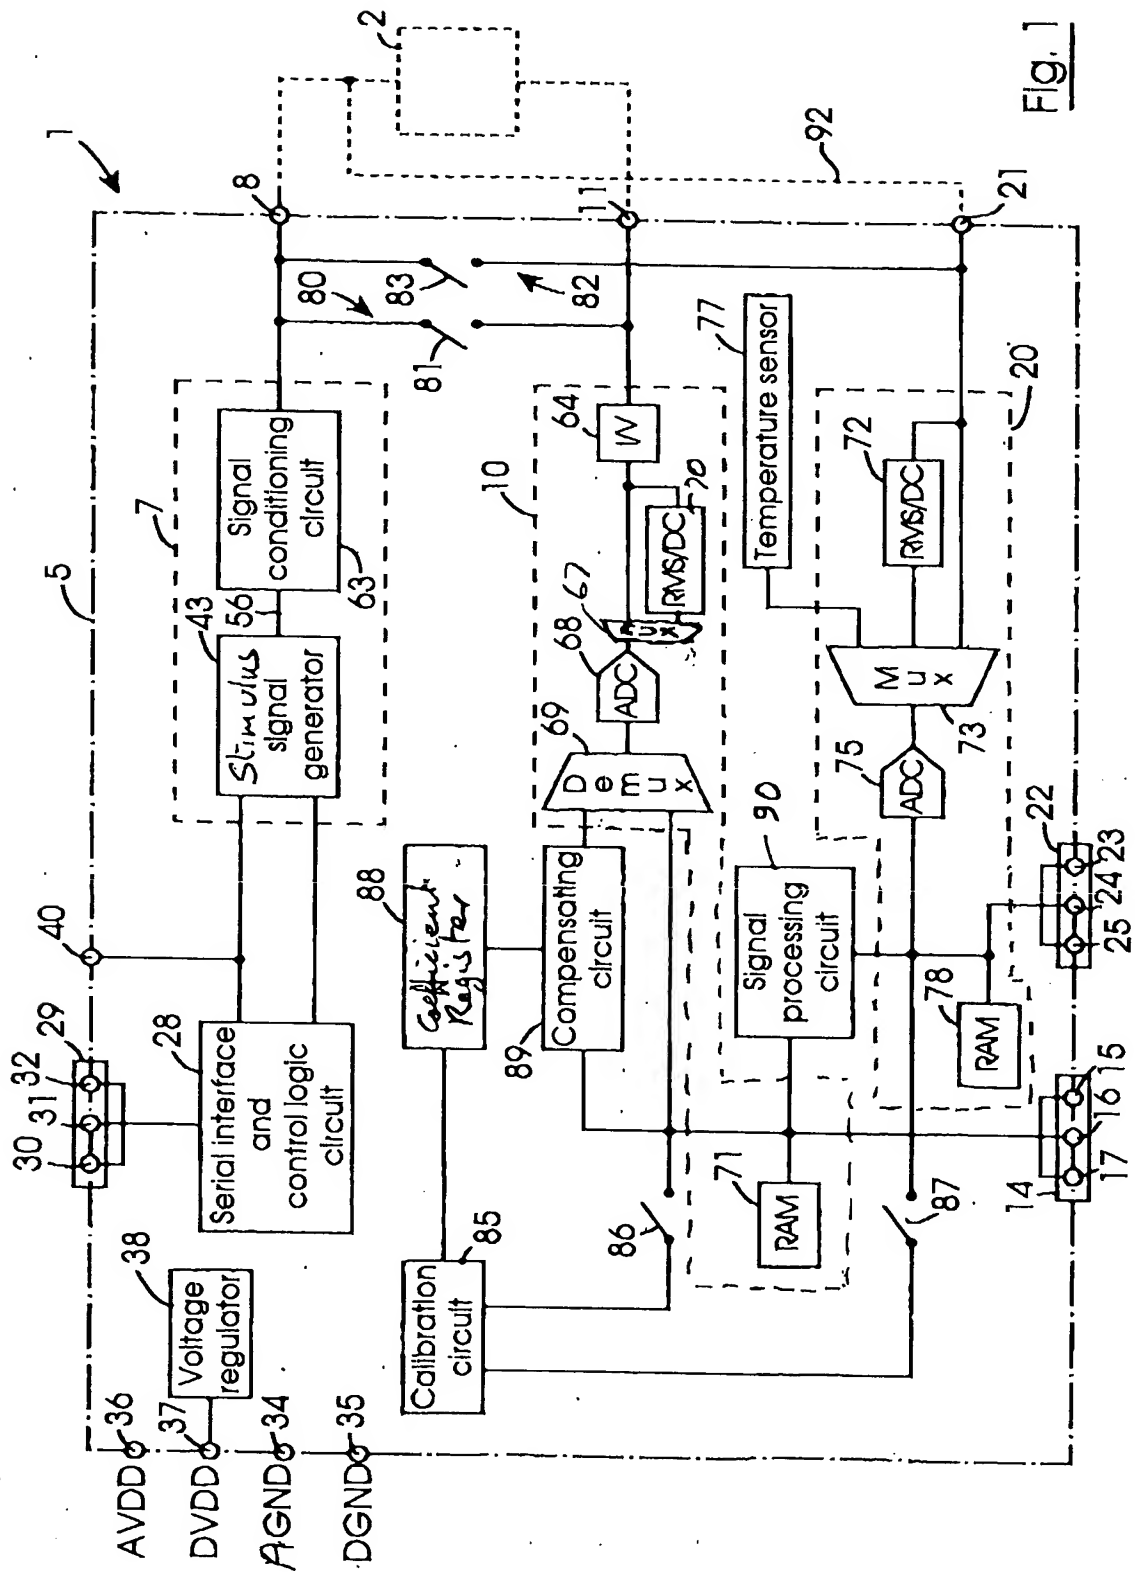 1
5
40
29
30 31 32
AVDD 36
DVDD 37
AGND 34
DGND 35
38
Voltage
regulator
28
Serial interface
and
control logic
circuit
7
43
Stimulus
signal
generator
56
Signal
conditioning
circuit
63
8
2
80
81
83
82
11
88
Coefficient
Register
85
Calibration
circuit
86
87
89
Compensating
circuit
10
69
Demux
68
ADC
67
Mux
RMS/DC
70
64
I/V
71
RAM
90
Signal
processing
circuit
77
Temperature sensor
20
72
RMS/DC
Mux
73
75
ADC
78
RAM
21
92
14
17 16 15
22
25 24 23
Fig. 1